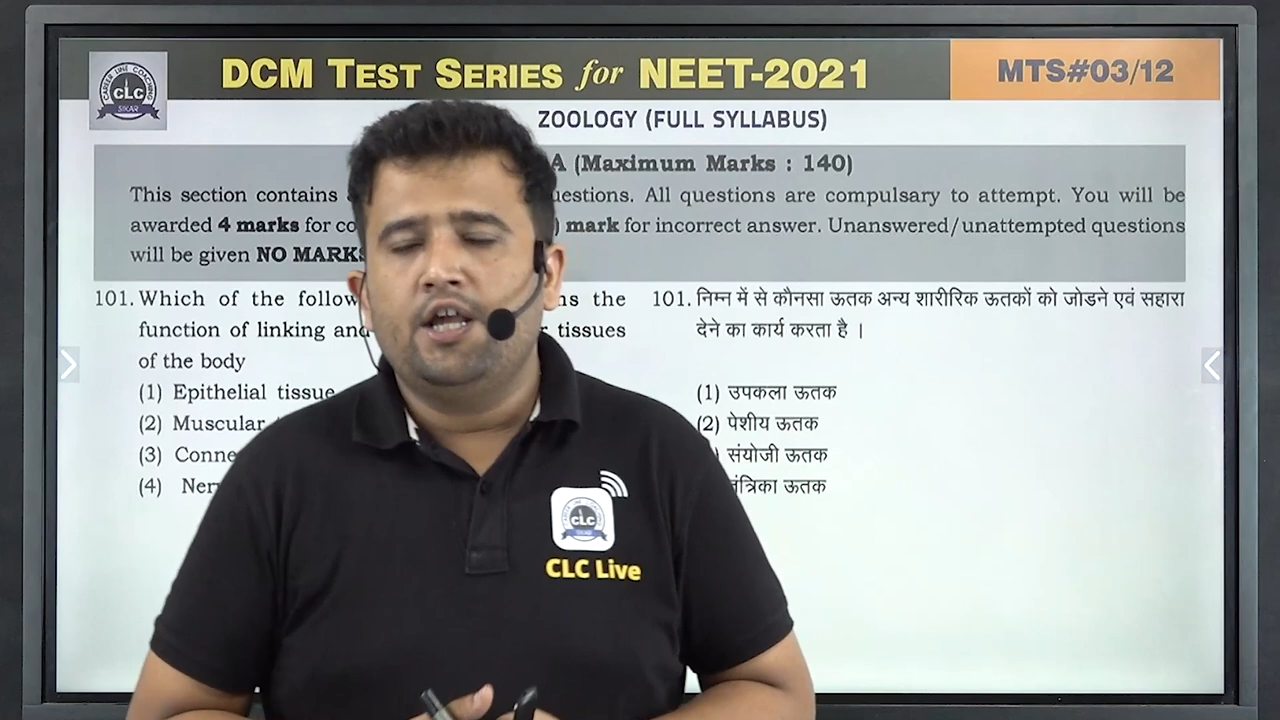 DCM TEST SERIES for NEET-2021
MTS#03/12
CAREER LINE COACHING
CLC
SIKAR
ZOOLOGY (FULL SYLLABUS)
A (Maximum Marks : 140)
This section contains questions. All questions are compulsary to attempt. You will be
awarded 4 marks for mark for incorrect answer. Unanswered/unattempted questions
will be given NO MARKS
101. Which of the the
function of linking and tissues
of the body
(1) Epithelial tissue
(2) Muscular
(3)
(4)
101. निम्न में से कौनसा ऊतक अन्य शारीरिक ऊतकों को जोडने एवं सहारा
देने का कार्य करता है ।
(1) उपकला ऊतक
(2) पेशीय ऊतक
संयोजी ऊतक
तंत्रिका ऊतक
CLC
SIKAR
CLC Live